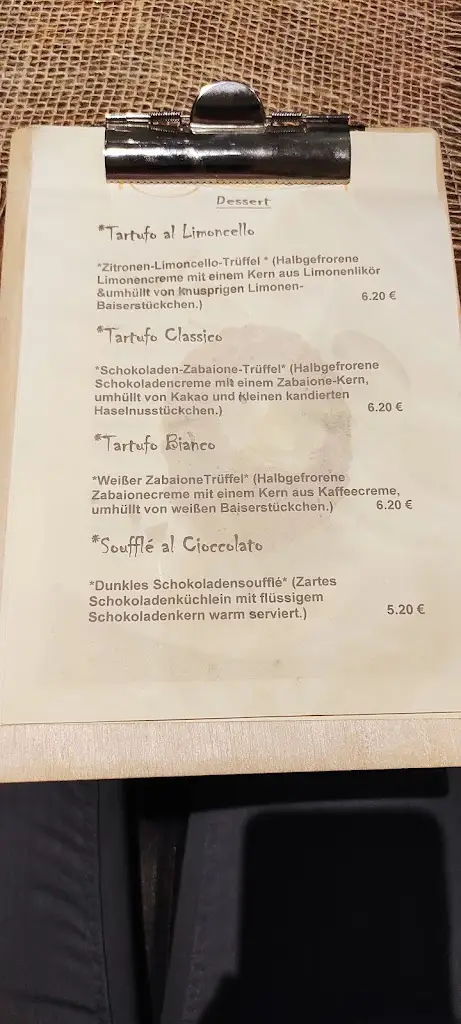 Dessert
*Tartufo al Limoncello
*Zitronen-Limoncello-Trüffel * (Halbgefrorene
Limonencreme mit einem Kern aus Limonenlikör
&umhüllt von knusprigen Limonen-
Baiserstückchen.) 6.20 €
*Tartufo Classico
*Schokoladen-Zabaione-Trüffel* (Halbgefrorene
Schokoladencreme mit einem Zabaione-Kern,
umhüllt von Kakao und kleinen kandierten
Haselnusstückchen.) 6.20 €
*Tartufo Bianco
*Weißer ZabaioneTrüffel* (Halbgefrorene
Zabaionecreme mit einem Kern aus Kaffeecreme,
umhüllt von weißen Baiserstückchen.) 6.20 €
*Soufflé al Cioccolato
*Dunkles Schokoladensoufflé* (Zartes
Schokoladenküchlein mit flüssigem
Schokoladenkern warm serviert.) 5.20 €